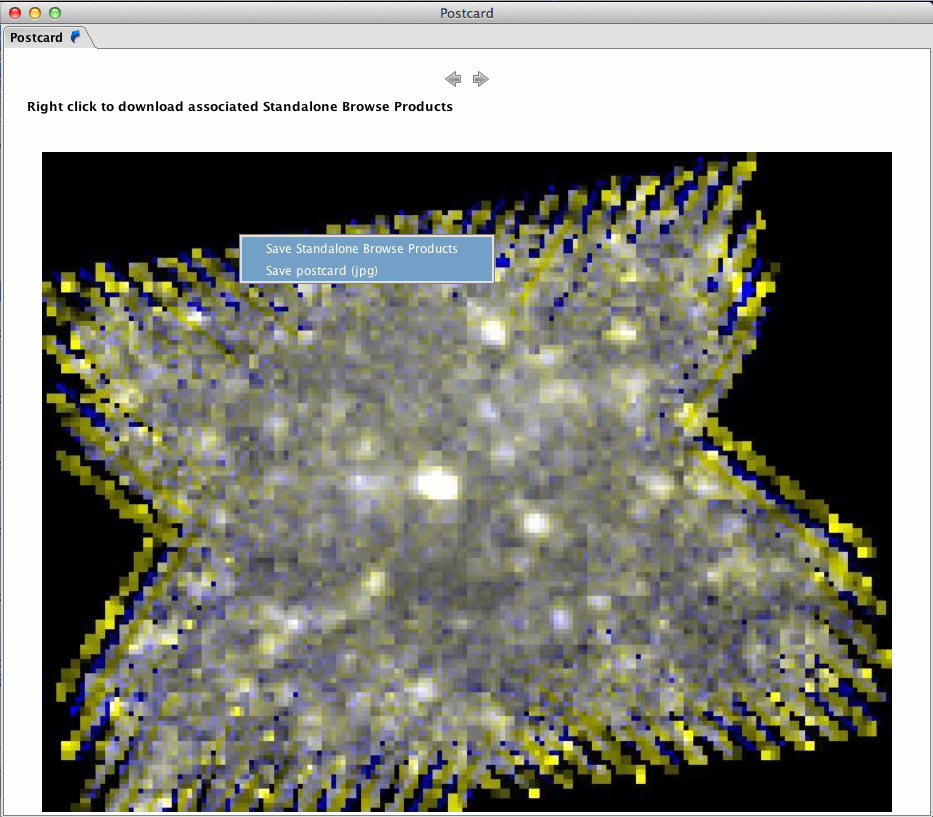 Postcard
Postcard
Right click to download associated Standalone Browse Products
Save Standalone Browse Products
Save postcard (jpg)